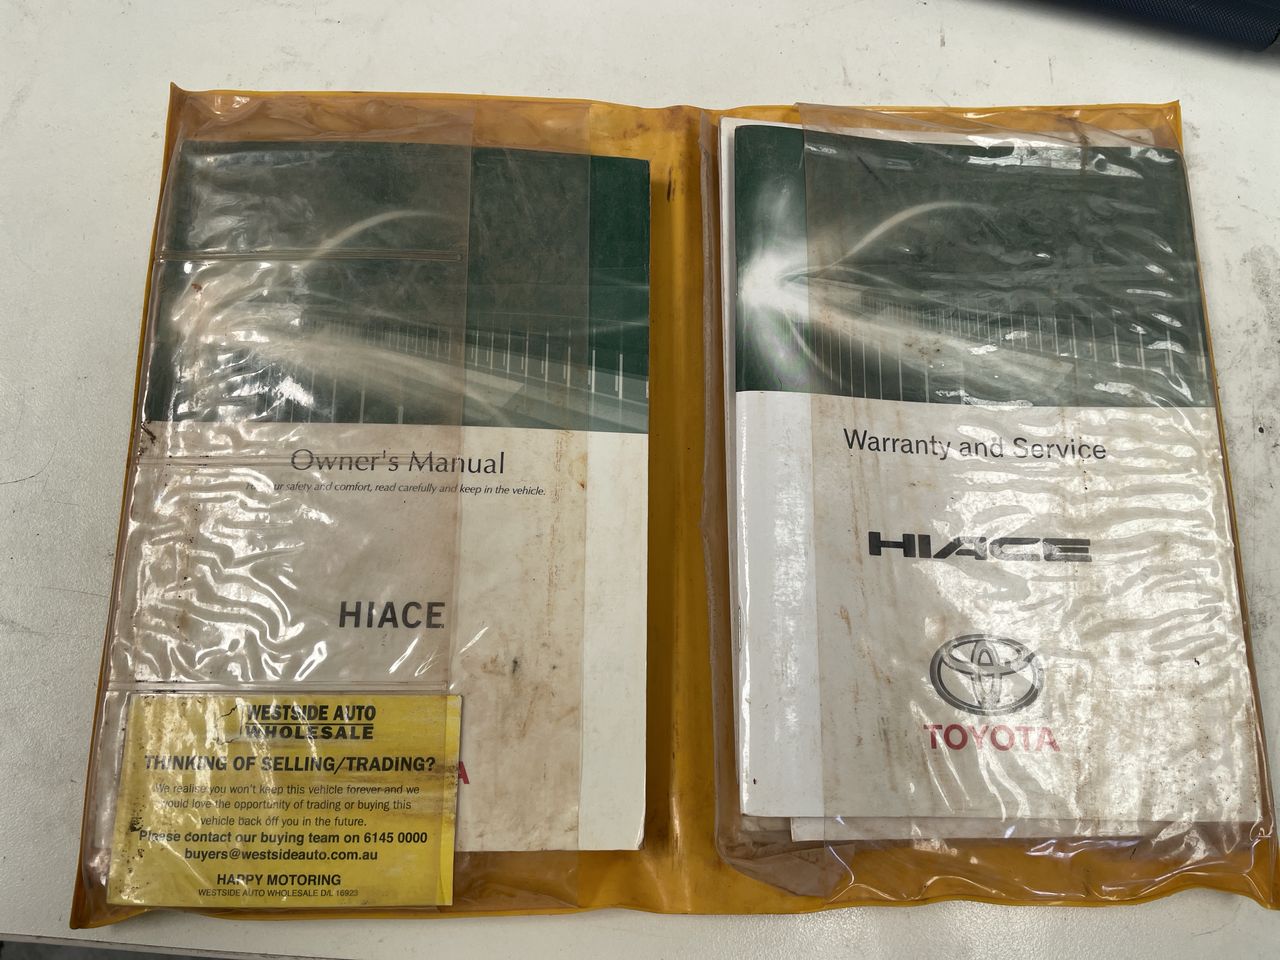 Owner's Manual
ur safety and comfort, read carefully and keep in the vehicle.
HIACE
A
WESTSIDE AUTO
WHOLESALE
THINKING OF SELLING/TRADING?
We realise you won't keep this vehicle forever and we
would love the opportunity of trading or buying this
vehicle back off you in the future.
Please contact our buying team on 6145 0000
buyers@westsideauto.com.au
HAPPY MOTORING
WESTSIDE AUTO WHOLESALE D/L 16923
Warranty and Service
HIACE
TOYOTA